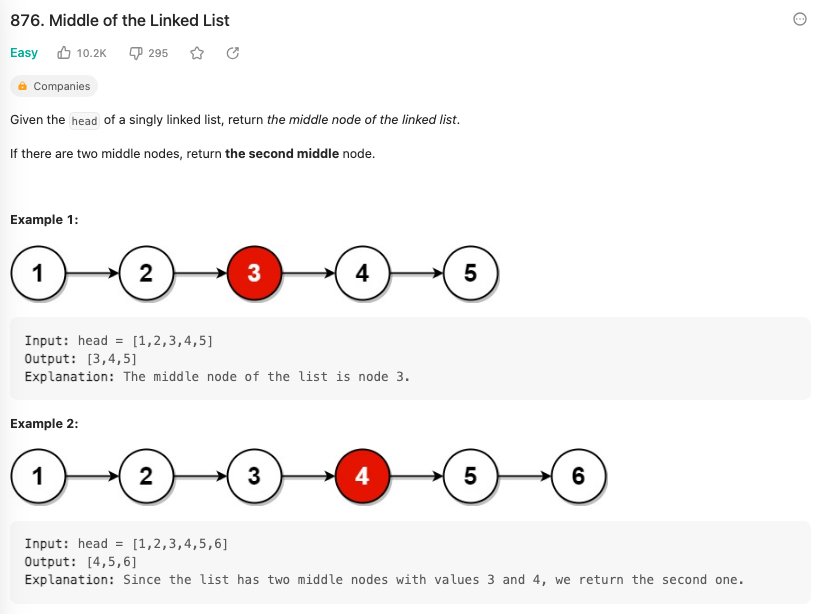 876. Middle of the Linked List
Easy 10.2K 295
Companies
Given the head of a singly linked list, return the middle node of the linked list.
If there are two middle nodes, return the second middle node.
Example 1:
1 2 3 4 5
Input: head = [1,2,3,4,5]
Output: [3,4,5]
Explanation: The middle node of the list is node 3.
Example 2:
1 2 3 4 5 6
Input: head = [1,2,3,4,5,6]
Output: [4,5,6]
Explanation: Since the list has two middle nodes with values 3 and 4, we return the second one.